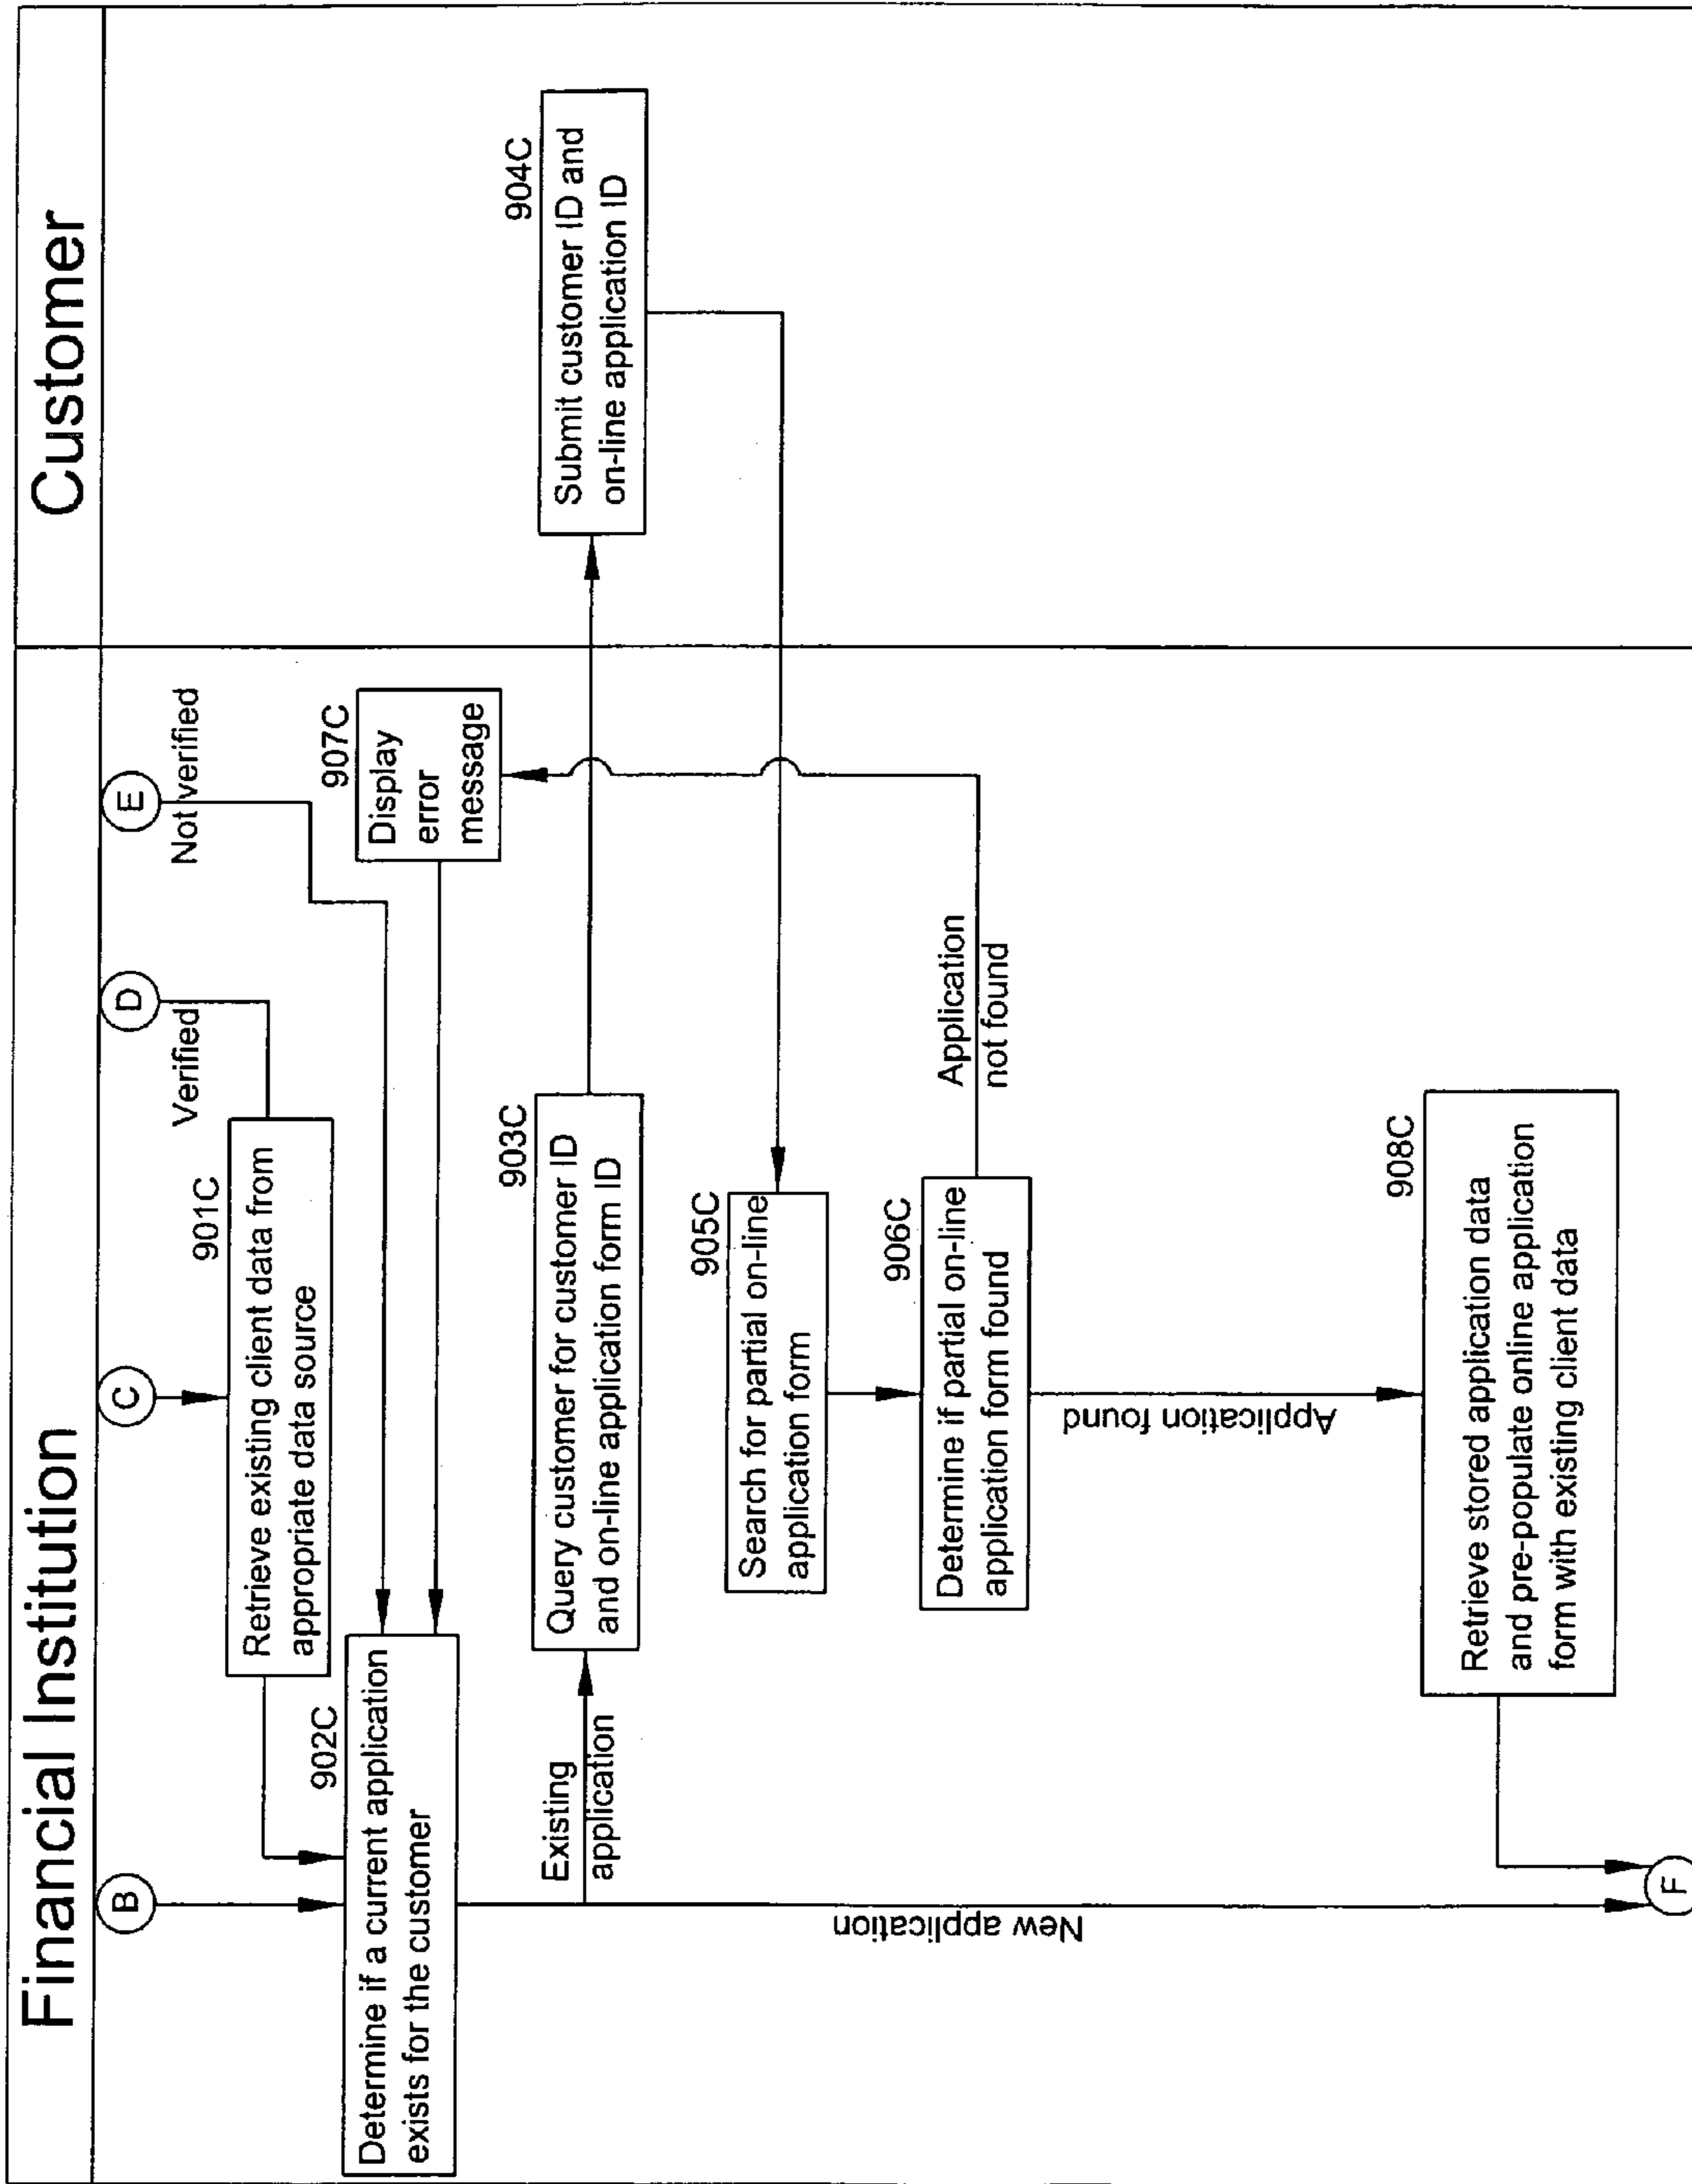 Financial Institution
Customer
B
C
D
E
Verified
Not verified
901C
Retrieve existing client data from
appropriate data source
902C
Determine if a current application
exists for the customer
907C
Display
error
message
Existing
application
903C
Query customer for customer ID
and on-line application form ID
904C
Submit customer ID and
on-line application ID
905C
Search for partial on-line
application form
906C
Determine if partial on-line
application form found
Application
not found
Application found
New application
908C
Retrieve stored application data
and pre-populate online application
form with existing client data
F